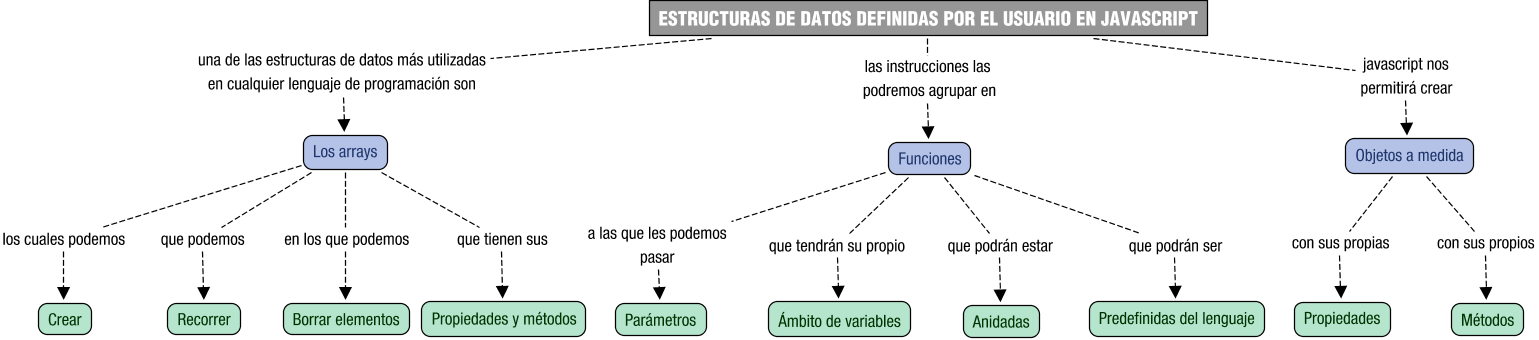 ESTRUCTURAS DE DATOS DEFINIDAS POR EL USUARIO EN JAVASCRIPT
una de las estructuras de datos más utilizadas
en cualquier lenguaje de programación son
las instrucciones las
podremos agrupar en
javascript nos
permitirá crear
Los arrays
Funciones
Objetos a medida
los cuales podemos
que podemos
en los que podemos
que tienen sus
a las que les podemos
pasar
que tendrán su propio
que podrán estar
que podrán ser
con sus propias
con sus propios
Crear
Recorrer
Borrar elementos
Propiedades y métodos
Parámetros
Ámbito de variables
Anidadas
Predefinidas del lenguaje
Propiedades
Métodos